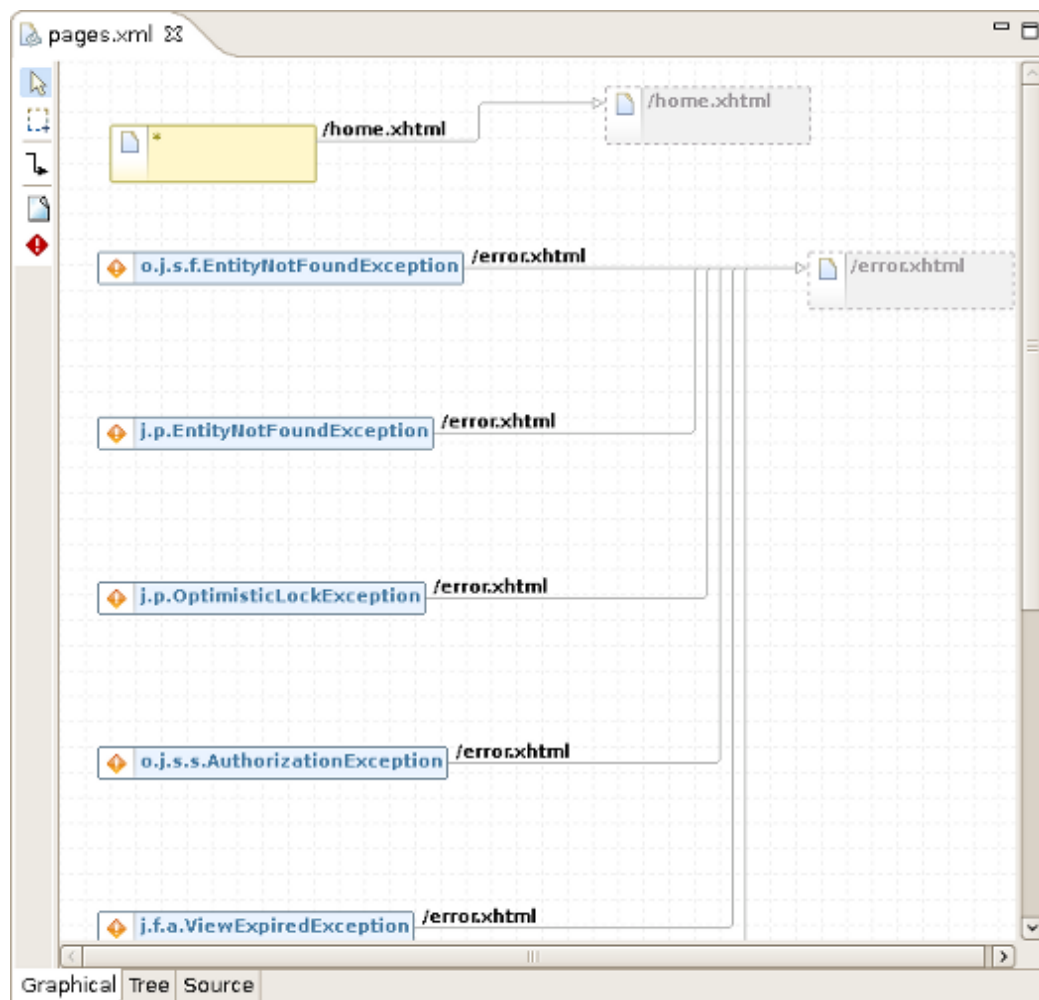 pages.xml
/home.xhtml
*
/home.xhtml
/error.xhtml
o.j.s.f.EntityNotFoundException
/error.xhtml
/error.xhtml
j.p.EntityNotFoundException
/error.xhtml
j.p.OptimisticLockException
/error.xhtml
o.j.s.s.AuthorizationException
/error.xhtml
j.f.a.ViewExpiredException
Graphical Tree Source